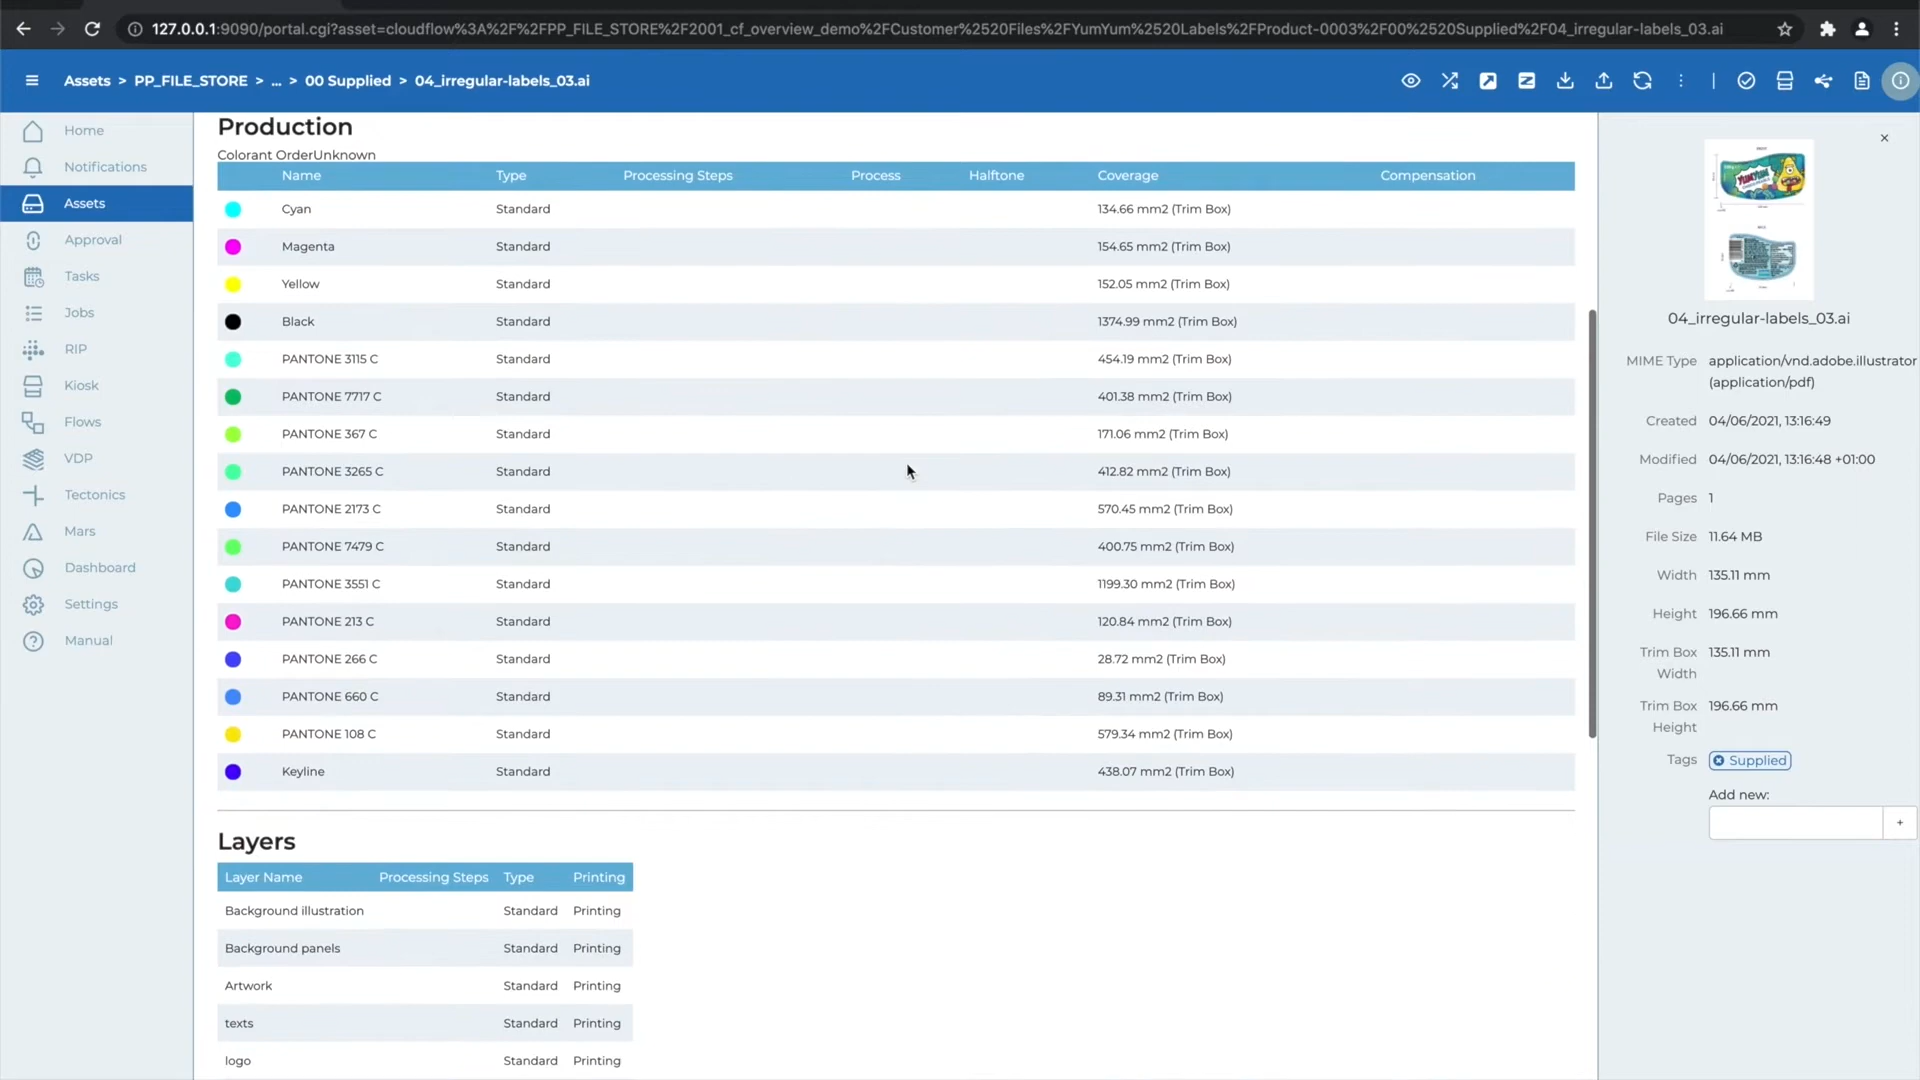 127.0.0.1:9090/portal.cgi?asset=cloudflow%3A%2F%2FPP_FILE_STORE%2F2001_cf_overview_demo%2FCustomer%2520Files%2FYumYum%2520Labels%2FProduct-0003%2F00%2520Supplied%2F04_irregular-labels_03.ai
Assets > PP_FILE_STORE > ... > 00 Supplied > 04_irregular-labels_03.ai
Home
Notifications
Assets
Approval
Tasks
Jobs
RIP
Kiosk
Flows
VDP
Tectonics
Mars
Dashboard
Settings
Manual
Production
Colorant OrderUnknown
Name Type Processing Steps Process Halftone Coverage Compensation
Cyan Standard 134.66 mm2 (Trim Box)
Magenta Standard 154.65 mm2 (Trim Box)
Yellow Standard 152.05 mm2 (Trim Box)
Black Standard 1374.99 mm2 (Trim Box)
PANTONE 3115 C Standard 454.19 mm2 (Trim Box)
PANTONE 7717 C Standard 401.38 mm2 (Trim Box)
PANTONE 367 C Standard 171.06 mm2 (Trim Box)
PANTONE 3265 C Standard 412.82 mm2 (Trim Box)
PANTONE 2173 C Standard 570.45 mm2 (Trim Box)
PANTONE 7479 C Standard 400.75 mm2 (Trim Box)
PANTONE 3551 C Standard 1199.30 mm2 (Trim Box)
PANTONE 213 C Standard 120.84 mm2 (Trim Box)
PANTONE 266 C Standard 28.72 mm2 (Trim Box)
PANTONE 660 C Standard 89.31 mm2 (Trim Box)
PANTONE 108 C Standard 579.34 mm2 (Trim Box)
Keyline Standard 438.07 mm2 (Trim Box)
Layers
Layer Name Processing Steps Type Printing
Background illustration Standard Printing
Background panels Standard Printing
Artwork Standard Printing
texts Standard Printing
logo Standard Printing
YUMYUM
04_irregular-labels_03.ai
MIME Type application/vnd.adobe.illustrator
(application/pdf)
Created 04/06/2021, 13:16:49
Modified 04/06/2021, 13:16:48 +01:00
Pages 1
File Size 11.64 MB
Width 135.11 mm
Height 196.66 mm
Trim Box Width 135.11 mm
Trim Box Height 196.66 mm
Tags Supplied
Add new:
+